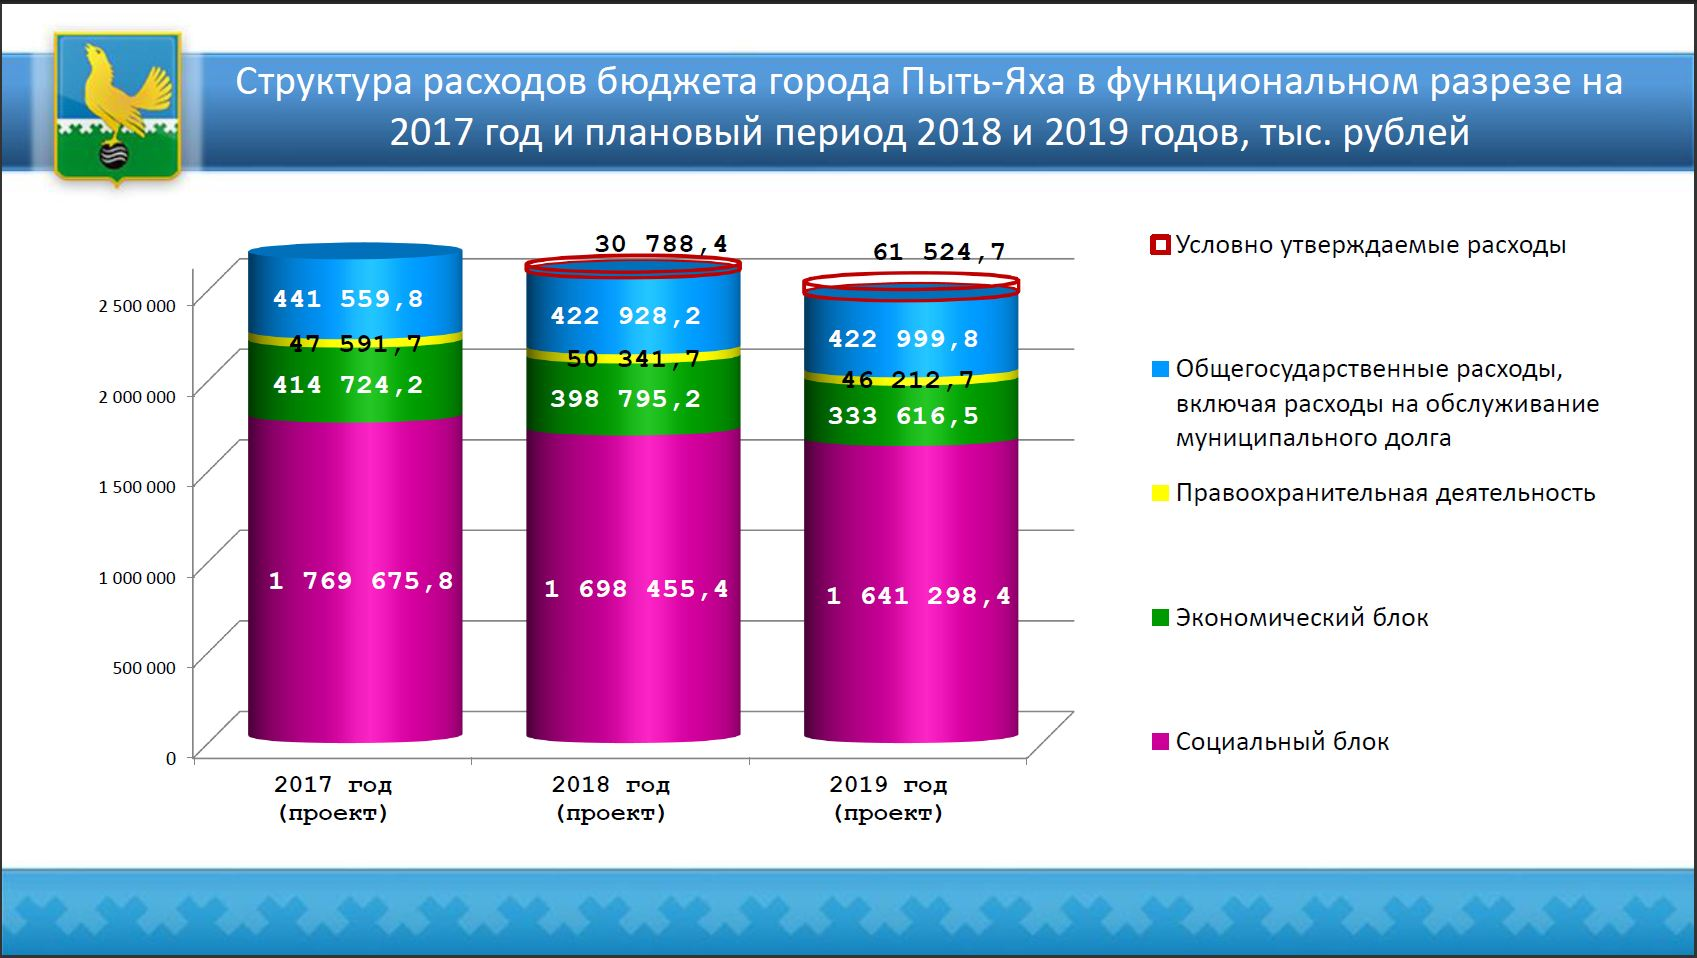 Структура расходов бюджета города Пыть-Яха в функциональном разрезе на
2017 год и плановый период 2018 и 2019 годов, тыс. рублей
30 788,4
61 524,7
441 559,8
422 928,2
422 999,8
47 591,7
50 341,7
46 212,7
414 724,2
398 795,2
333 616,5
1 769 675,8
1 698 455,4
1 641 298,4
2 500 000
2 000 000
1 500 000
1 000 000
500 000
0
2017 год
(проект)
2018 год
(проект)
2019 год
(проект)
Условно утверждаемые расходы
Общегосударственные расходы,
включая расходы на обслуживание
муниципального долга
Правоохранительная деятельность
Экономический блок
Социальный блок